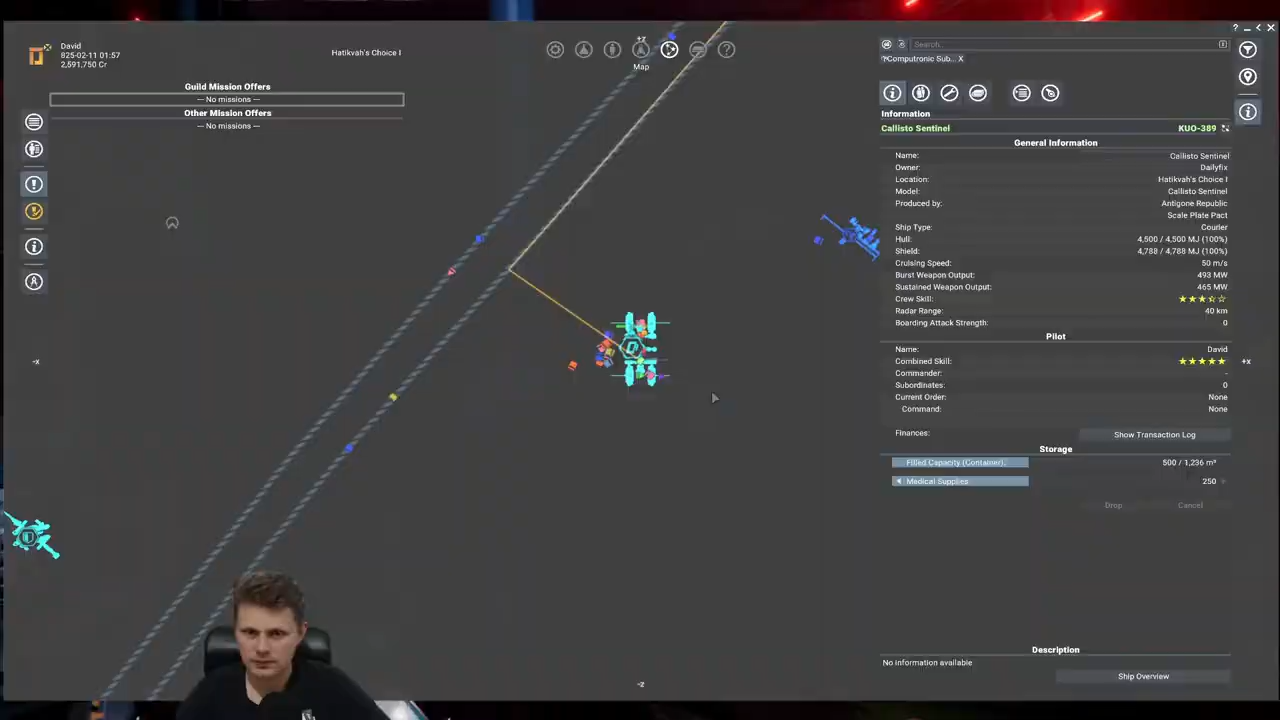 David
825-02-11 01:57
2,591,750 Cr
Hatikvah's Choice I
Guild Mission Offers
--- No missions ---
Other Mission Offers
--- No missions ---
+Z
Map
-x
+x
-z
Search...
?Computronic Sub... X
Information
Callisto Sentinel KUO-389
General Information
Name: Callisto Sentinel
Owner: Dailyfix
Location: Hatikvah's Choice I
Model: Callisto Sentinel
Produced by: Antigone Republic
Scale Plate Pact
Ship Type: Courier
Hull: 4,500 / 4,500 MJ (100%)
Shield: 4,788 / 4,788 MJ (100%)
Cruising Speed: 50 m/s
Burst Weapon Output: 493 MW
Sustained Weapon Output: 465 MW
Crew Skill:
Radar Range: 40 km
Boarding Attack Strength: 0
Pilot
Name: David
Combined Skill:
Commander: -
Subordinates: 0
Current Order: None
Command: None
Finances: Show Transaction Log
Storage
Filled Capacity (Container): 500 / 1,236 m³
Medical Supplies 250
Drop Cancel
Description
No information available
Ship Overview